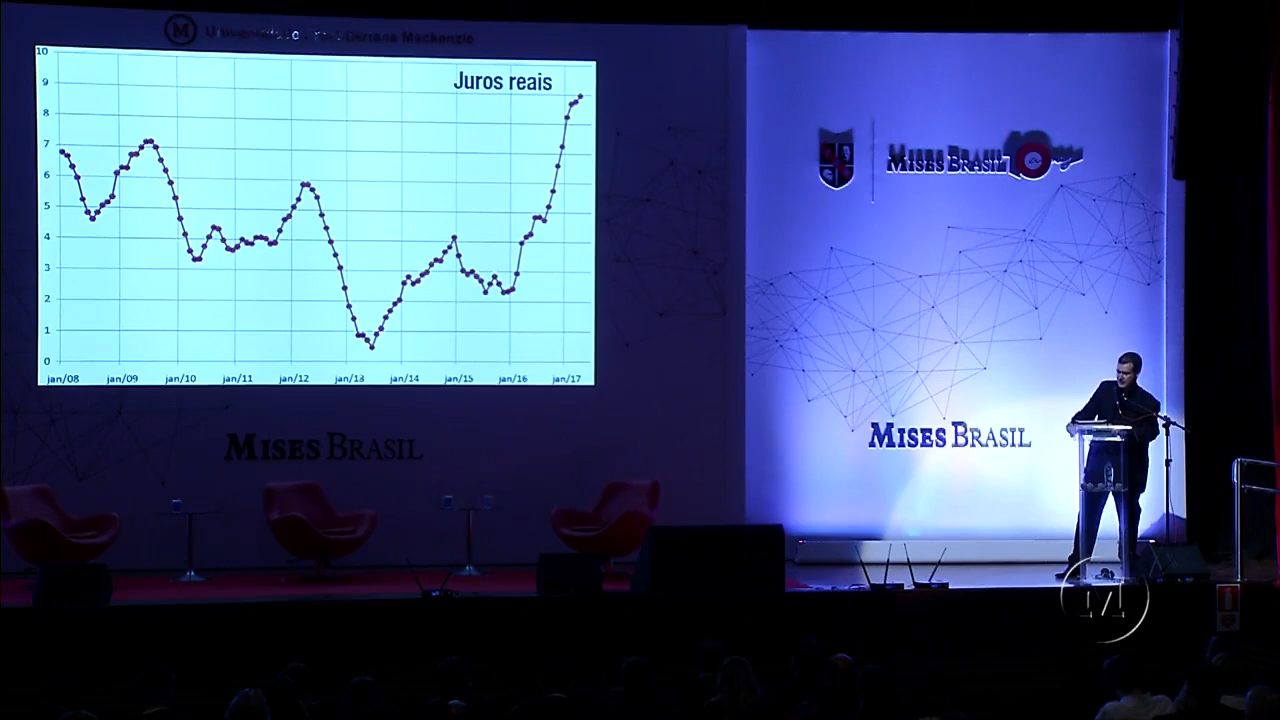 Mackenzie
Juros reais
10
9
8
7
6
5
4
3
2
1
0
jan/08 jan/09 jan/10 jan/11 jan/12 jan/13 jan/14 jan/15 jan/16 jan/17
MISES BRASIL 10
MISES BRASIL
MISES BRASIL
M